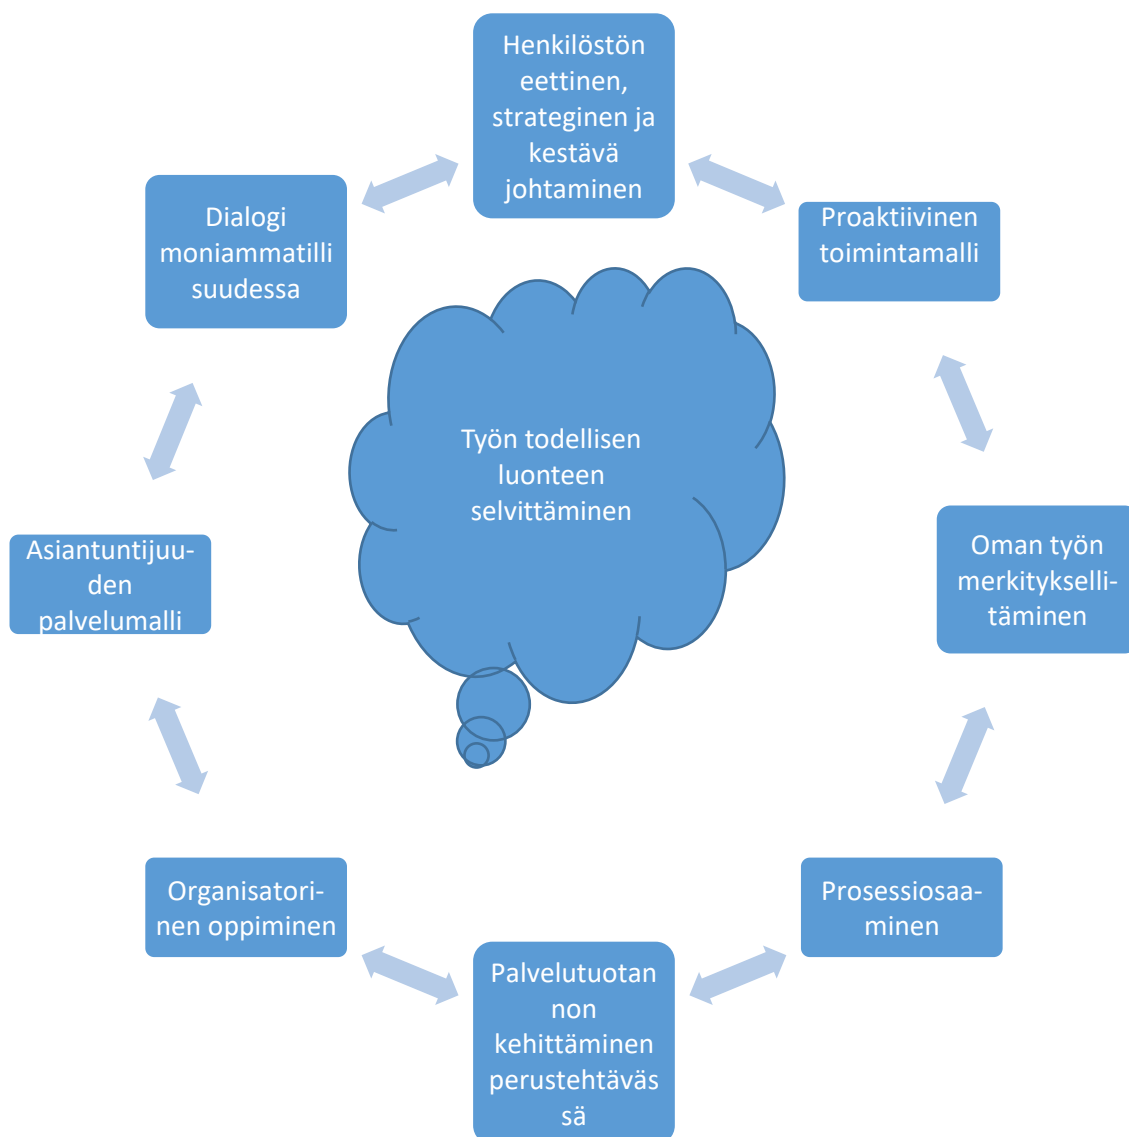 Henkilöstön
eettinen,
strateginen ja
kestävä
johtaminen
Dialogi
moniammatilli
suudessa
Proaktiivinen
toimintamalli
Työn todellisen
luonteen
selvittäminen
Asiantuntijuu-
den
palvelumalli
Oman työn
merkitykselli-
täminen
Organisatori-
nen oppiminen
Prosessiosaa-
minen
Palvelutuotan
non
kehittäminen
perustehtäväs
sä